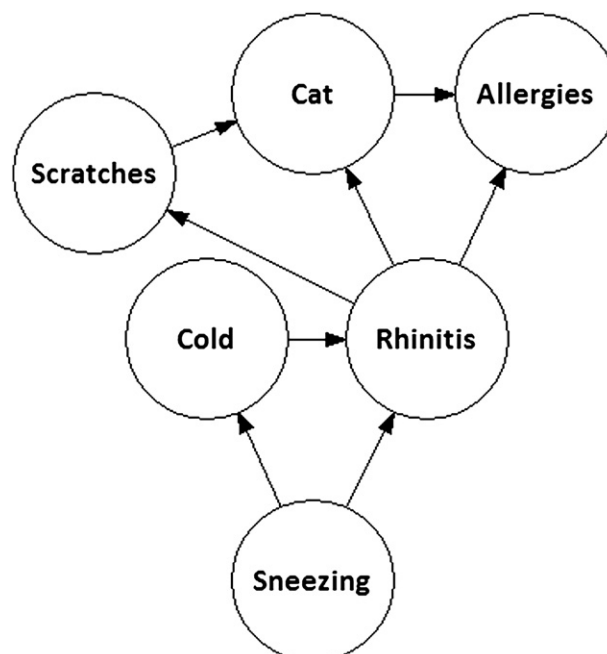 Cat
Allergies
Scratches
Cold
Rhinitis
Sneezing